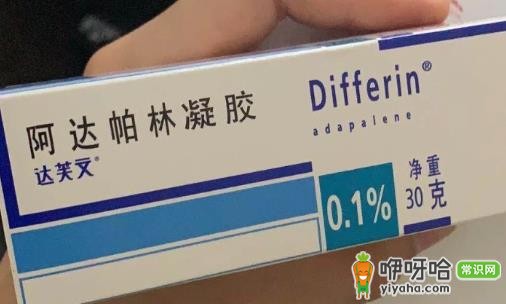 阿达帕林凝胶
达芙文®
Differin®
adapalene
0.1%
净重
30克
咿呀哈 常识网
yiyaha.com